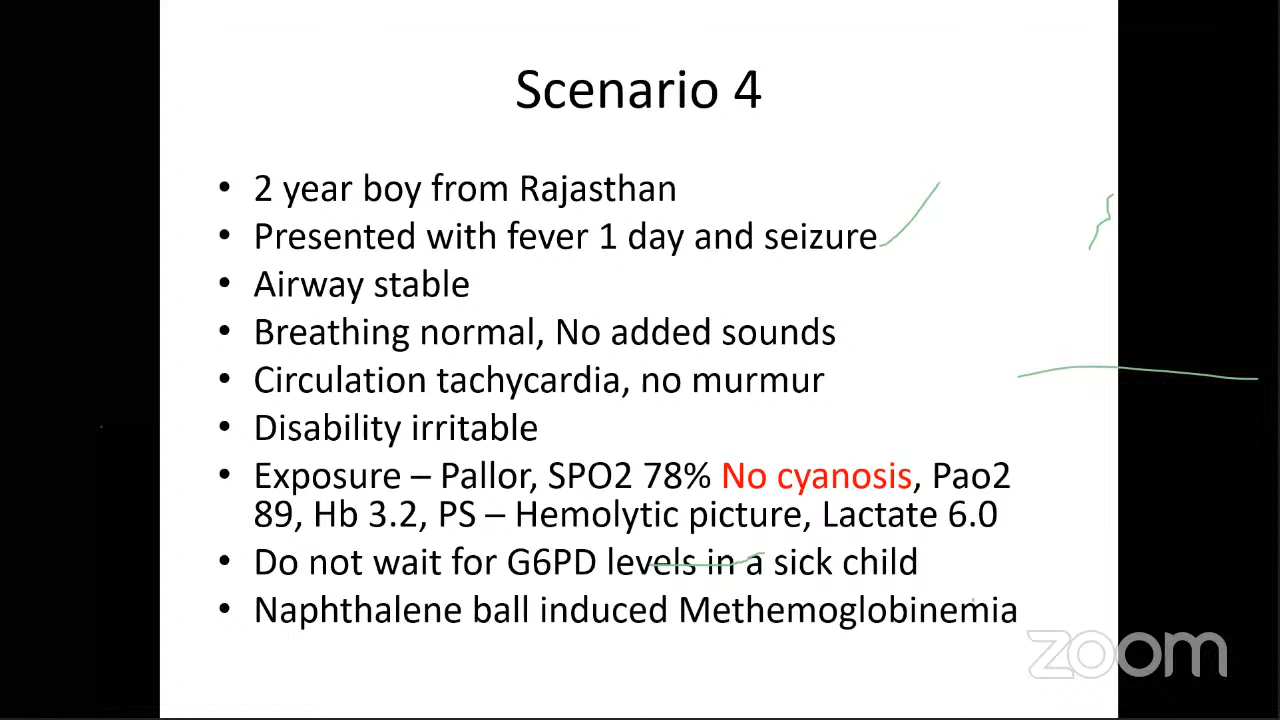 Scenario 4
• 2 year boy from Rajasthan
• Presented with fever 1 day and seizure
• Airway stable
• Breathing normal, No added sounds
• Circulation tachycardia, no murmur
• Disability irritable
• Exposure – Pallor, SPO2 78% No cyanosis, Pao2
89, Hb 3.2, PS – Hemolytic picture, Lactate 6.0
• Do not wait for G6PD levels in a sick child
• Naphthalene ball induced Methemoglobinemia
zoom